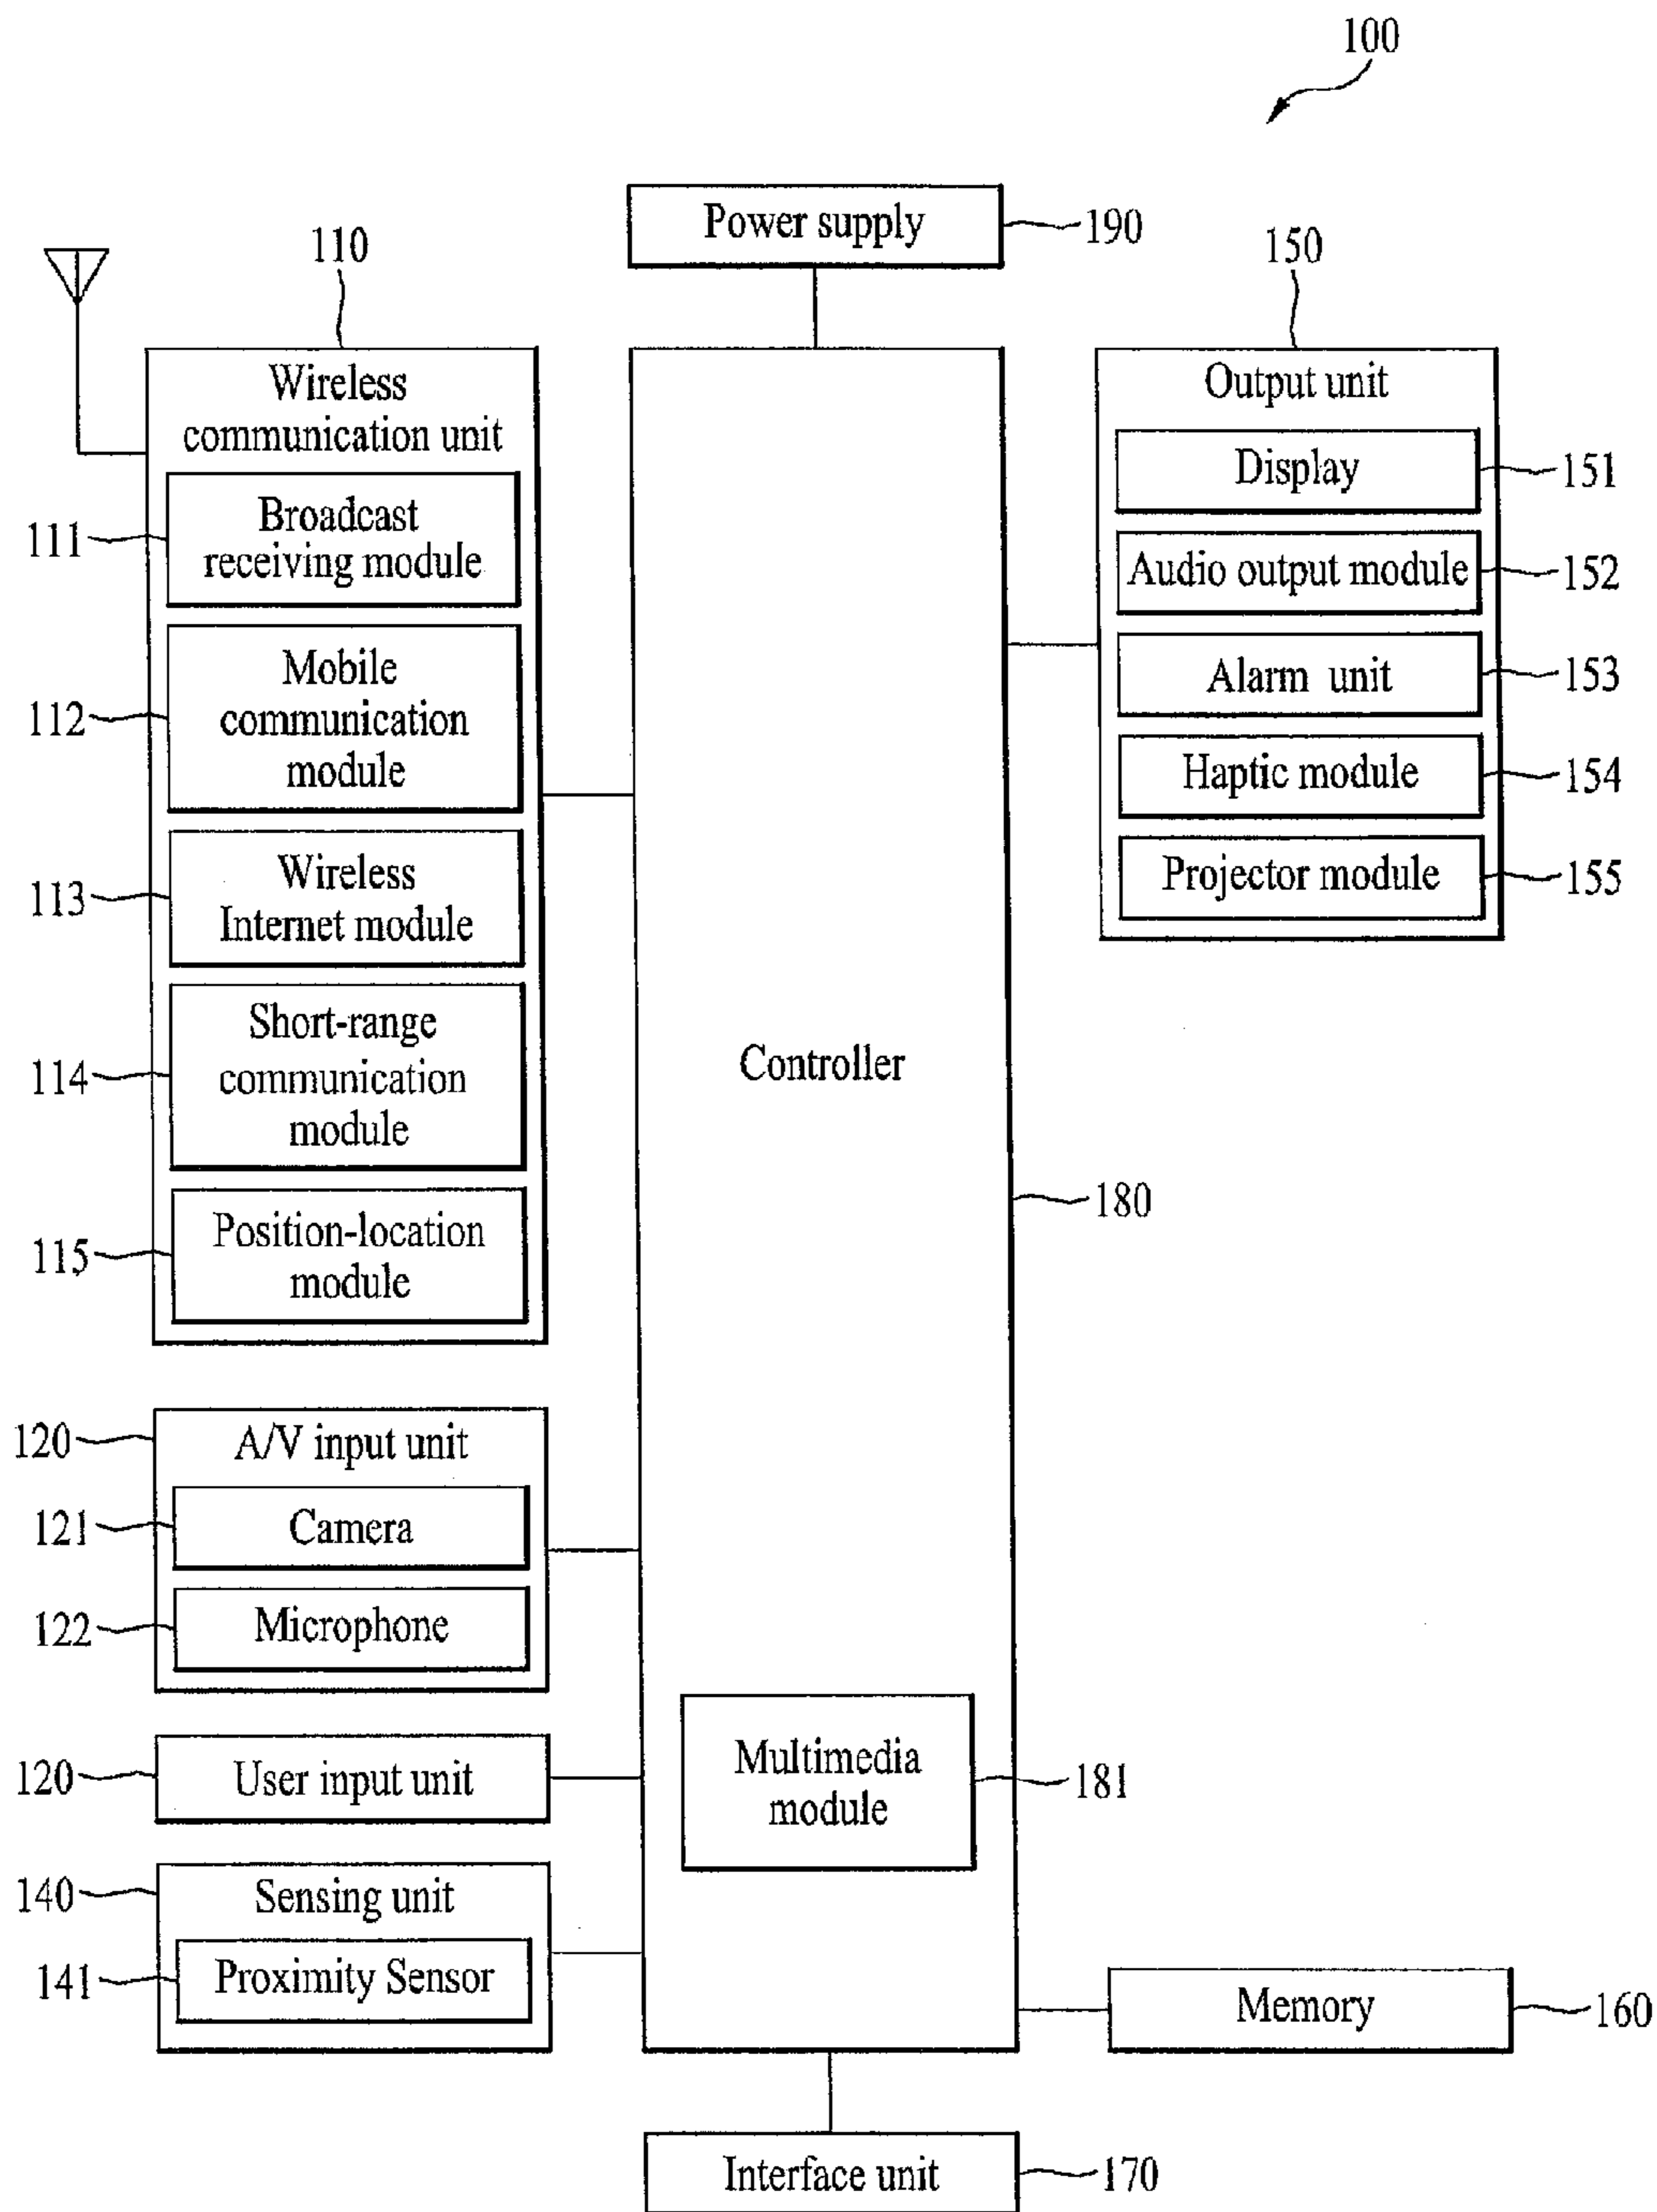 100
Power supply
190
110
150
Wireless
communication unit
111
Broadcast
receiving module
112
Mobile
communication
module
113
Wireless
Internet module
114
Short-range
communication
module
115
Position-location
module
Output unit
Display
151
Audio output module
152
Alarm unit
153
Haptic module
154
Projector module
155
Controller
180
120
A/V input unit
121
Camera
122
Microphone
120
User input unit
Multimedia
module
181
140
Sensing unit
141
Proximity Sensor
Memory
160
Interface unit
170